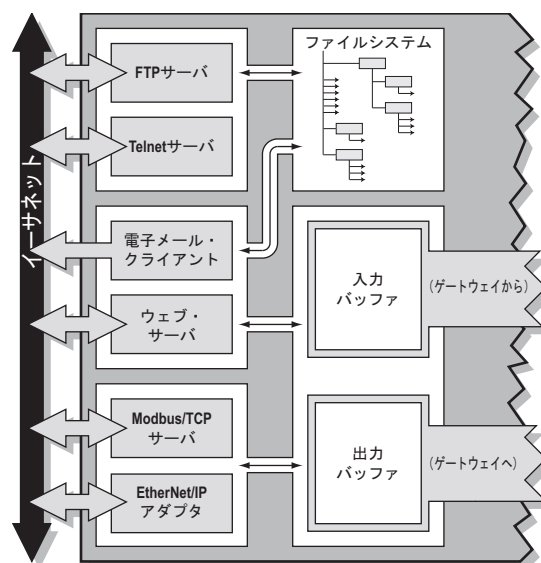 イーサネット
FTPサーバ
Telnetサーバ
ファイルシステム
電子メール・
クライアント
ウェブ・
サーバ
入力
バッファ
(ゲートウェイから)
Modbus/TCP
サーバ
EtherNet/IP
アダプタ
出力
バッファ
(ゲートウェイへ)